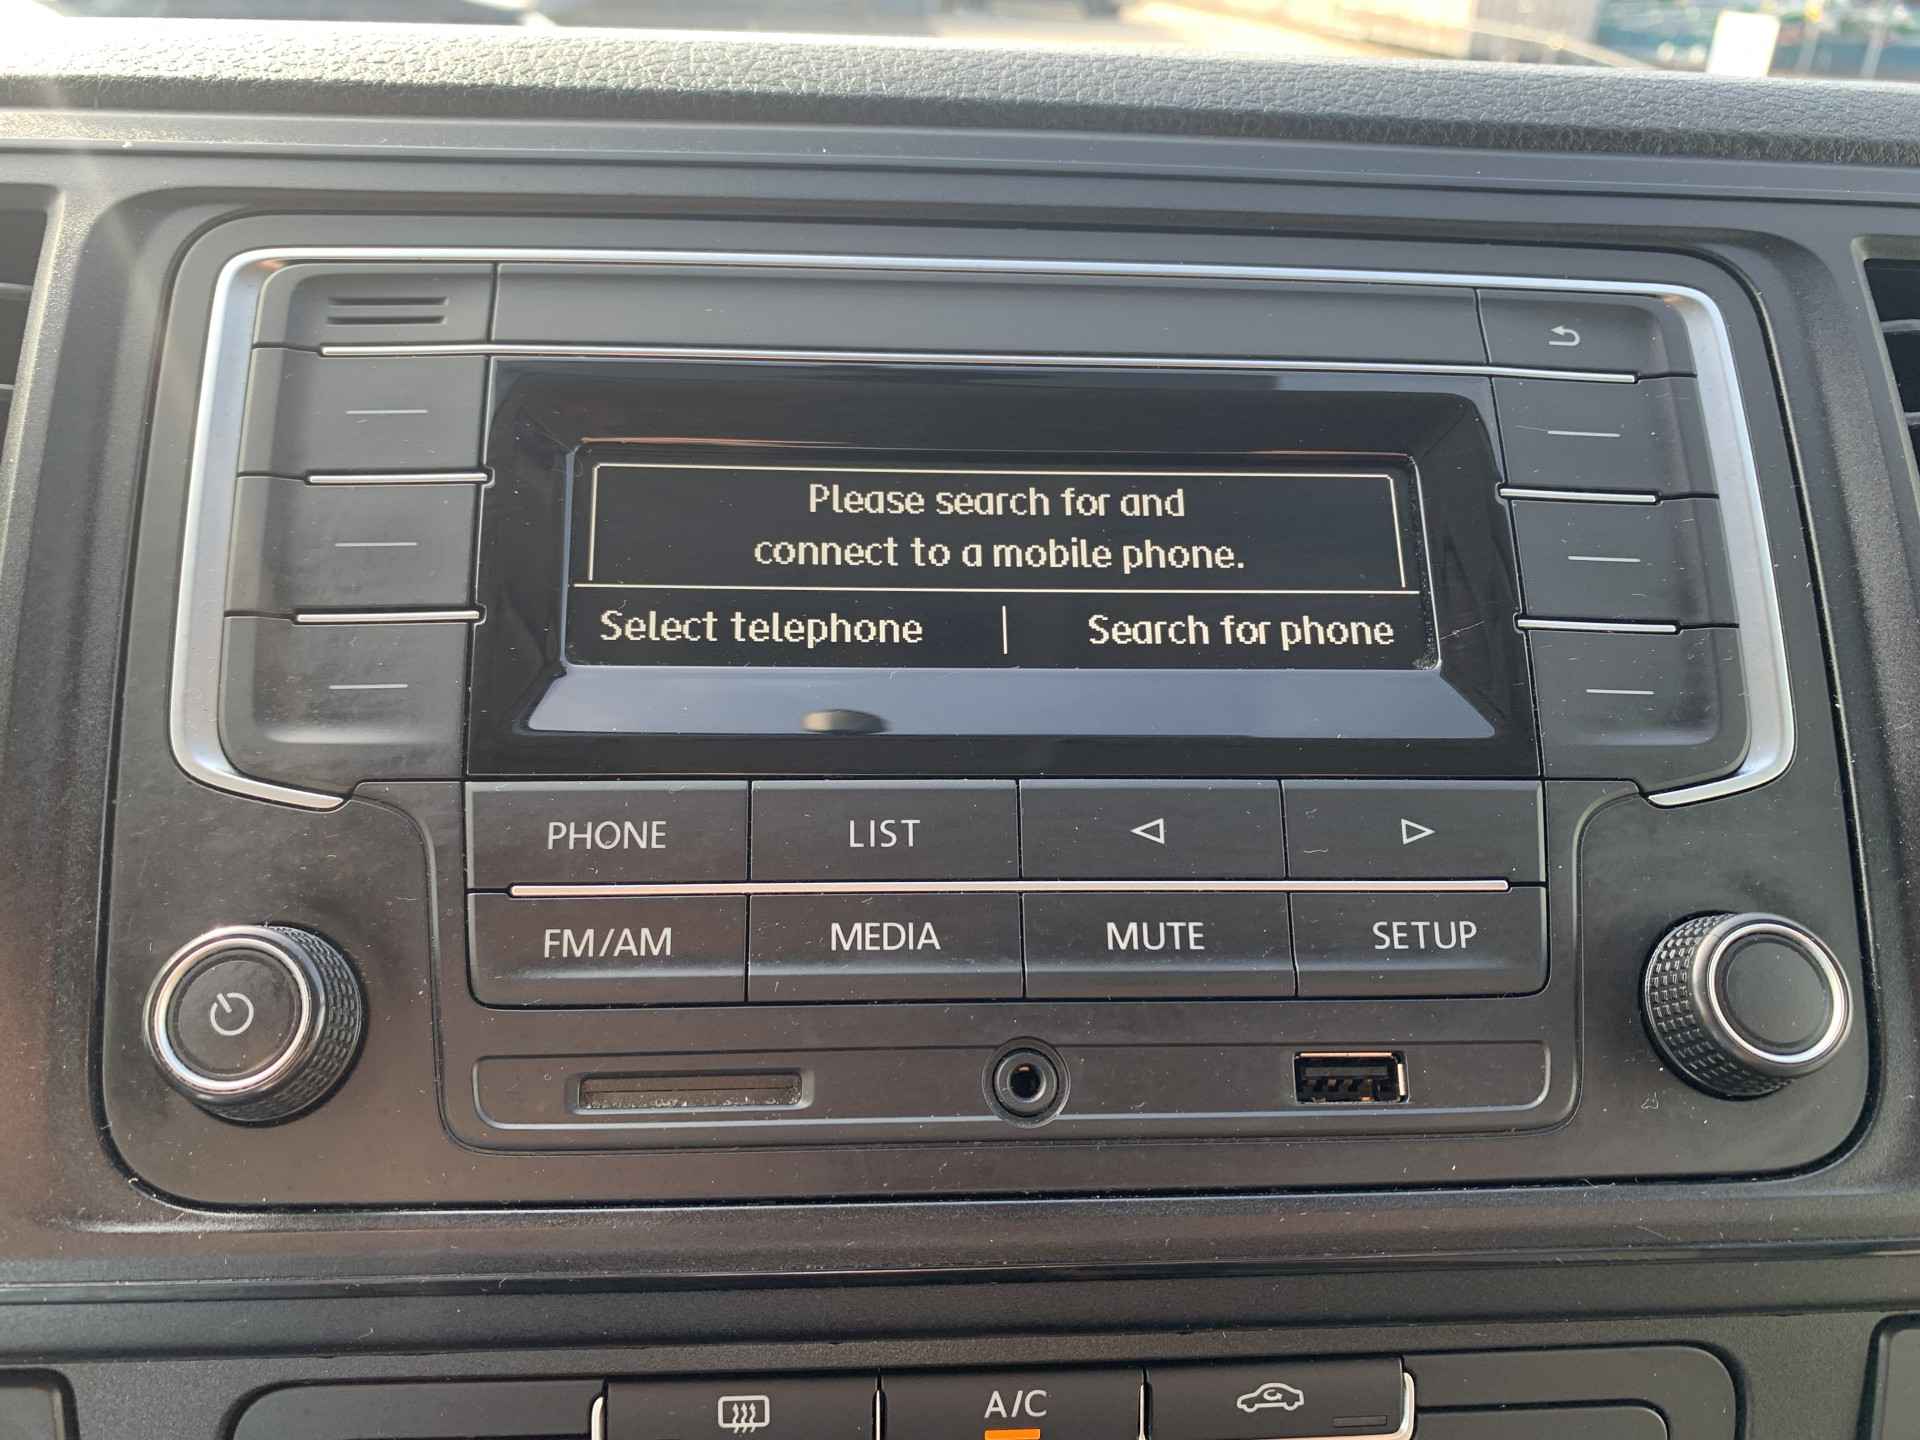 Please search for and
connect to a mobile phone.
Select telephone | Search for phone
PHONE LIST
FM/AM MEDIA MUTE SETUP
A/C